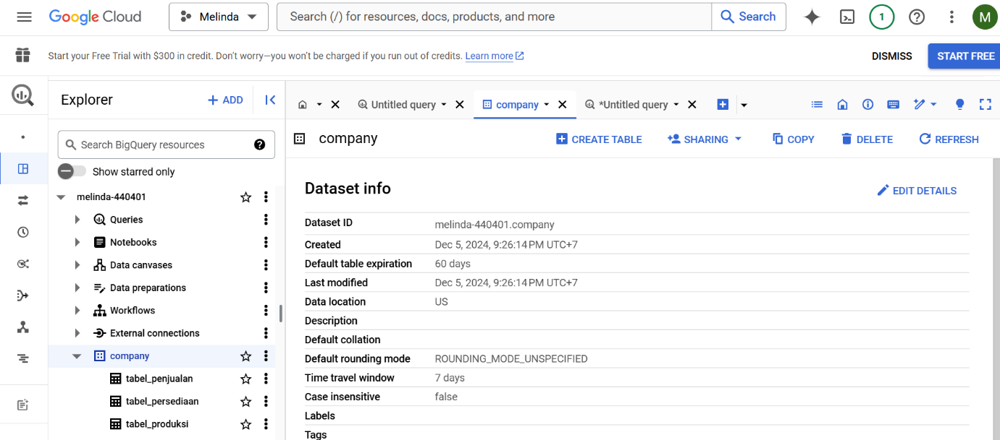 Google Cloud
Melinda
Search (/) for resources, docs, products, and more
Search
1
M
Start your Free Trial with $300 in credit. Don't worry—you won't be charged if you run out of credits. Learn more
DISMISS
START FREE
Explorer
+ ADD
Untitled query
company
*Untitled query
Search BigQuery resources
?
company
CREATE TABLE
SHARING
COPY
DELETE
REFRESH
Show starred only
melinda-440401
Queries
Notebooks
Data canvases
Data preparations
Workflows
External connections
company
tabel_penjualan
tabel_persediaan
tabel_produksi
Dataset info
EDIT DETAILS
Dataset ID melinda-440401.company
Created Dec 5, 2024, 9:26:14 PM UTC+7
Default table expiration 60 days
Last modified Dec 5, 2024, 9:26:14 PM UTC+7
Data location US
Description
Default collation
Default rounding mode ROUNDING_MODE_UNSPECIFIED
Time travel window 7 days
Case insensitive false
Labels
Tags